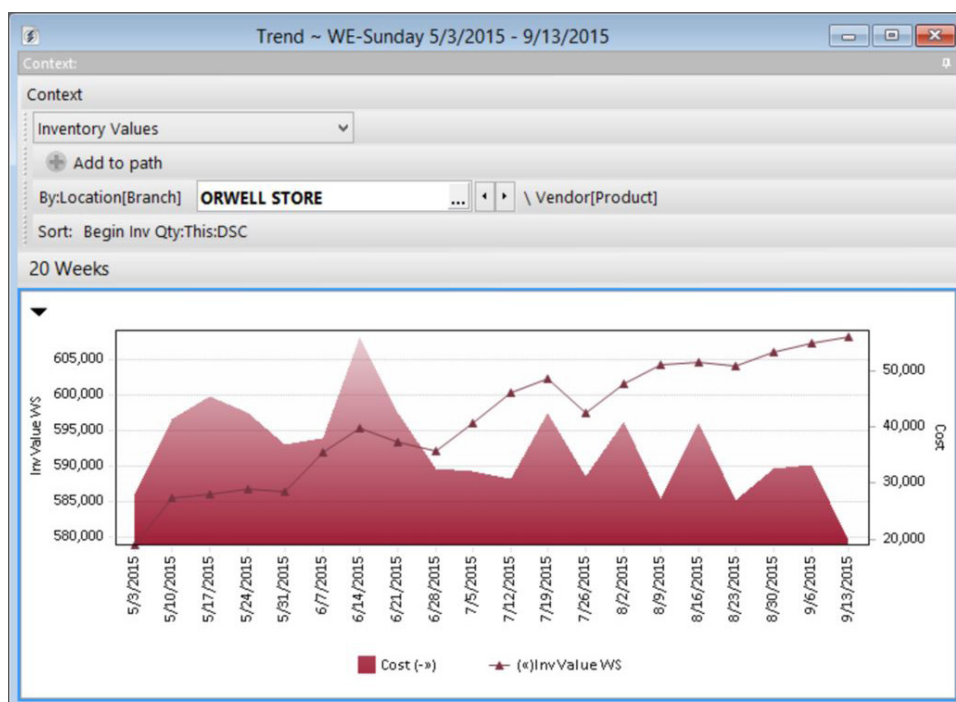 Trend ~ WE-Sunday 5/3/2015 - 9/13/2015
Context:
Context
Inventory Values
Add to path
By:Location[Branch] ORWELL STORE ... \ Vendor[Product]
Sort: Begin Inv Qty:This:DSC
20 Weeks
Inv Value WS
605,000
600,000
595,000
590,000
585,000
580,000
50,000
40,000
30,000
20,000
Cost
5/3/2015
5/10/2015
5/17/2015
5/24/2015
5/31/2015
6/7/2015
6/14/2015
6/21/2015
6/28/2015
7/5/2015
7/12/2015
7/19/2015
7/26/2015
8/2/2015
8/9/2015
8/16/2015
8/23/2015
8/30/2015
9/6/2015
9/13/2015
Cost (-») («)Inv Value WS